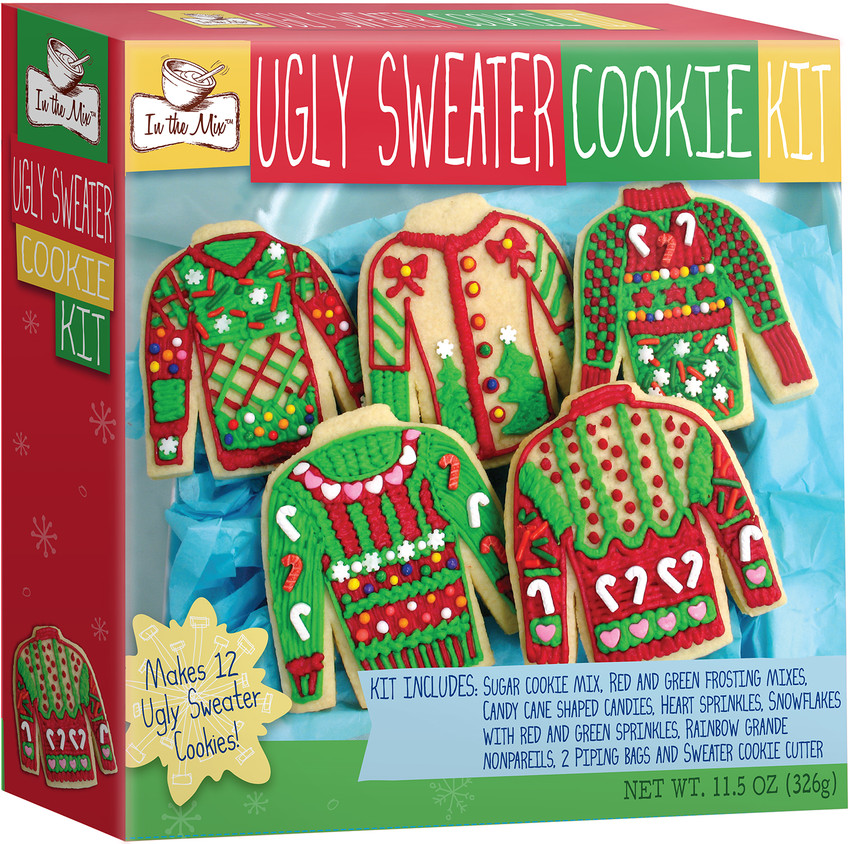 In the Mix™
UGLY SWEATER
COOKIE
KIT
In the Mix™
UGLY SWEATER COOKIE KIT
Makes 12
Ugly Sweater
Cookies!
KIT INCLUDES: SUGAR COOKIE MIX, RED AND GREEN FROSTING MIXES,
CANDY CANE SHAPED CANDIES, HEART SPRINKLES, SNOWFLAKES
WITH RED AND GREEN SPRINKLES, RAINBOW GRANDE
NONPAREILS, 2 PIPING BAGS AND SWEATER COOKIE CUTTER
NET WT. 11.5 OZ (326g)